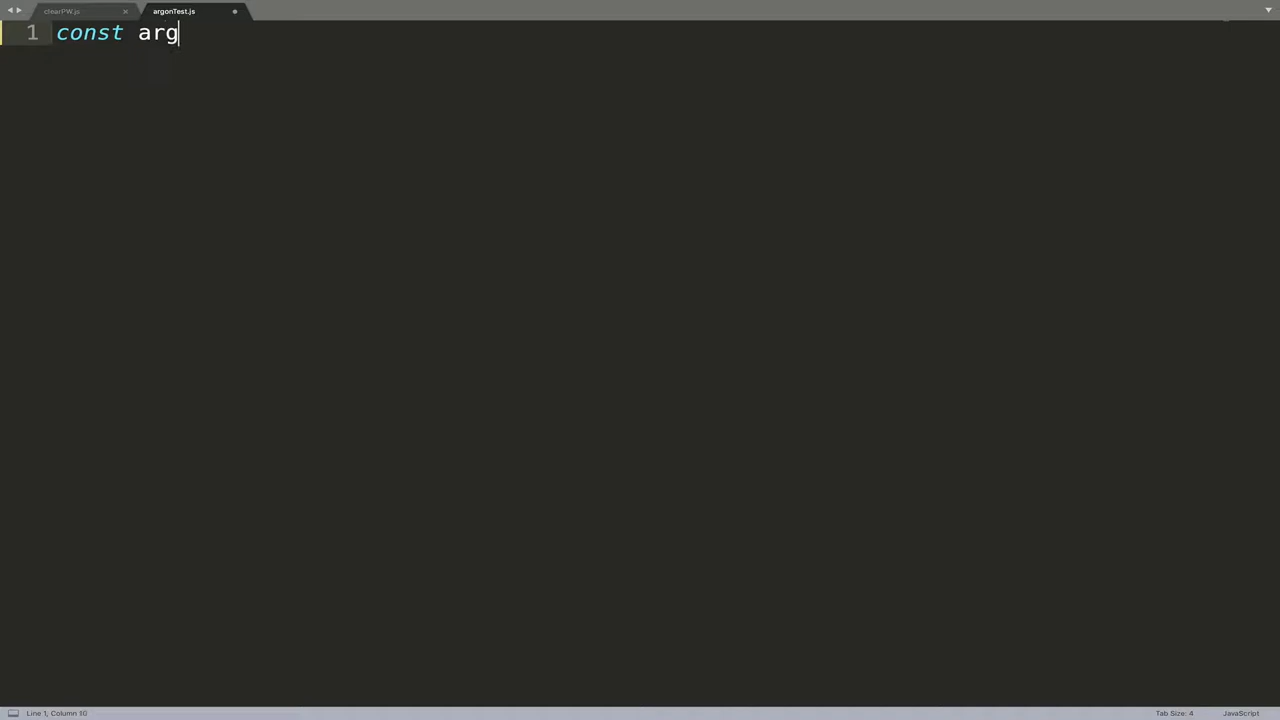 clearPW.js ×
argonTest.js
1 const arg
Line 1, Column 10 Tab Size: 4 JavaScript